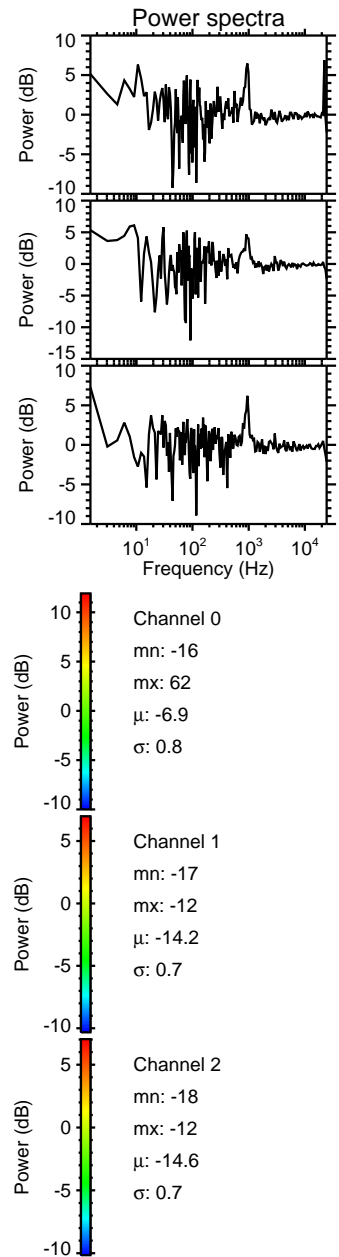 Power spectra
10
5
0
-5
-10
Power (dB)
10
5
0
-5
-10
-15
Power (dB)
10
5
0
-5
-10
Power (dB)
10¹ 10² 10³ 10⁴
Frequency (Hz)
10
5
0
-5
-10
Power (dB)
Channel 0
mn: -16
mx: 62
μ: -6.9
σ: 0.8
5
0
-5
-10
Power (dB)
Channel 1
mn: -17
mx: -12
μ: -14.2
σ: 0.7
5
0
-5
-10
Power (dB)
Channel 2
mn: -18
mx: -12
μ: -14.6
σ: 0.7